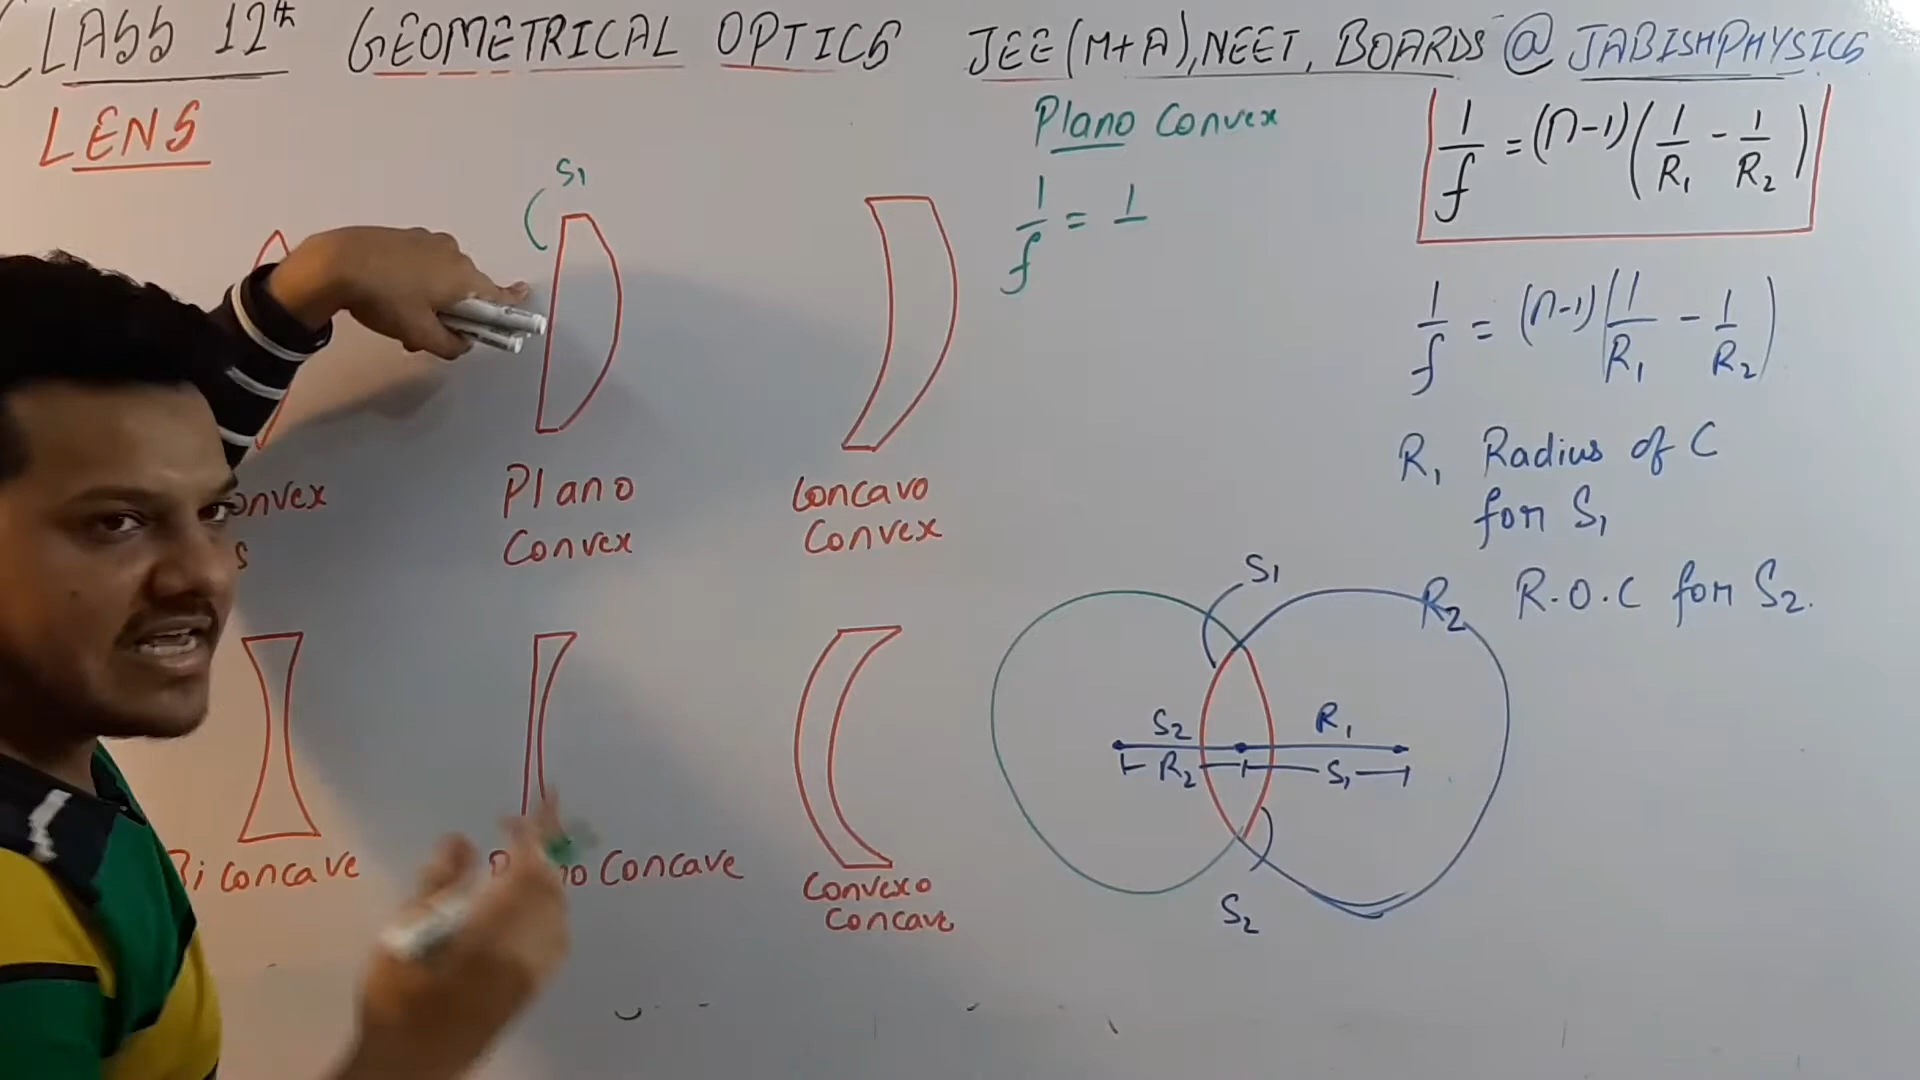 CLASS 12th GEOMETRICAL OPTICS JEE(M+A), NEET, BOARDS @ JABISHPHYSICS
LENS
S1
Plano
Convex
Concavo
Convex
Bi concave
Concave
Convexo
Concave
Plano Convex
1/f = 1
1/f = (n-1)(1/R1 - 1/R2)
1/f = (n-1)(1/R1 - 1/R2)
R1 Radius of C
for S1
R2 R.O.C for S2.
S1
S2 R1
R2 S1
S2